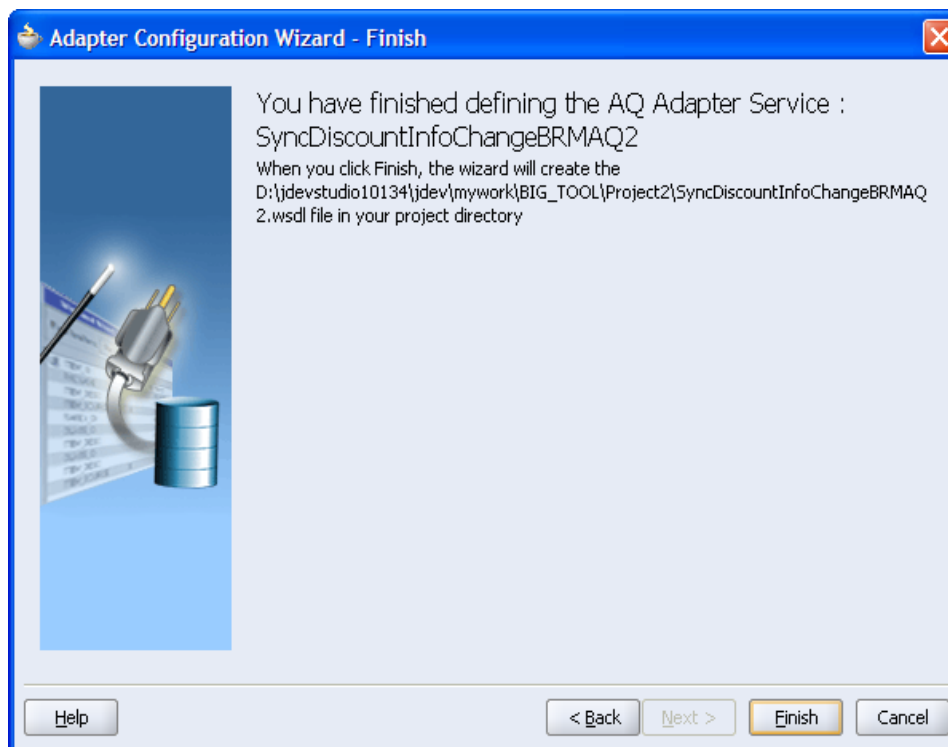 Adapter Configuration Wizard - Finish
You have finished defining the AQ Adapter Service :
SyncDiscountInfoChangeBRMAQ2
When you click Finish, the wizard will create the
D:\jdevstudio10134\jdev\mywork\BIG_TOOL\Project2\SyncDiscountInfoChangeBRMAQ
2.wsdl file in your project directory
Help
< Back
Next >
Finish
Cancel